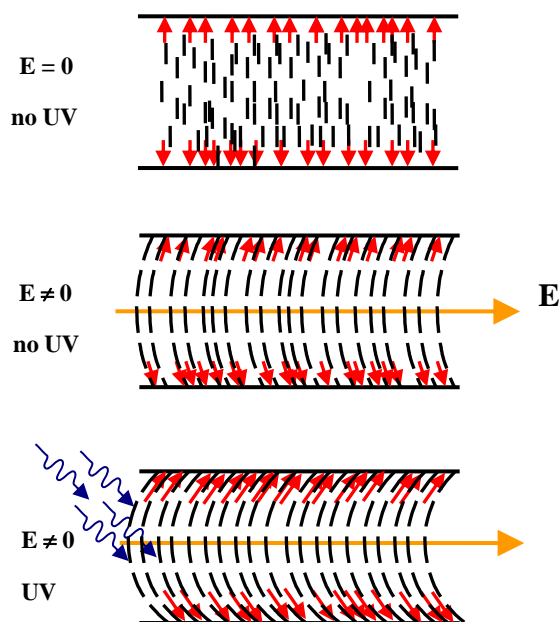 E = 0
no UV
E ≠ 0
no UV
E
E ≠ 0
UV